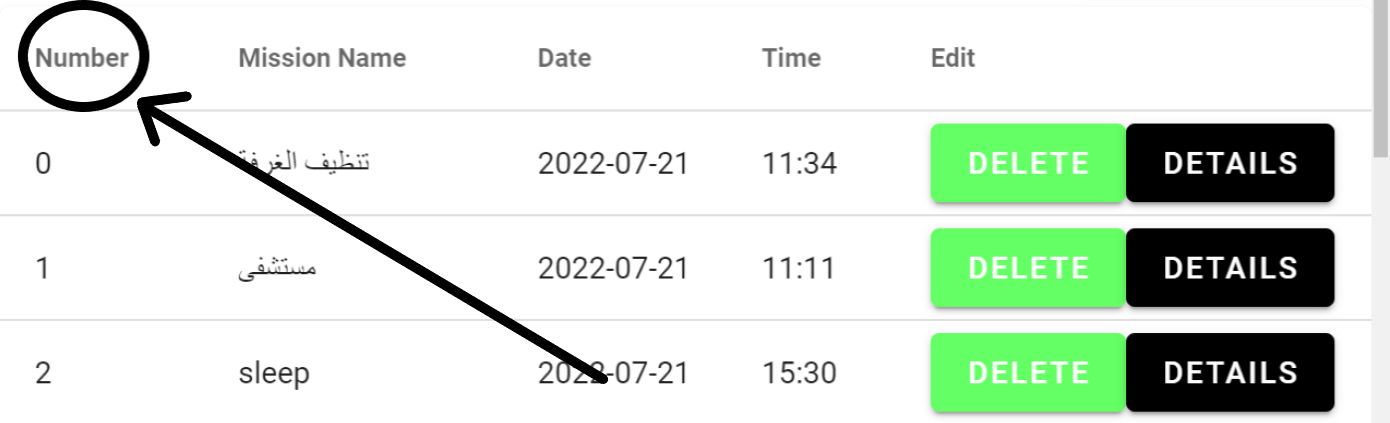 Number Mission Name Date Time Edit
0 تنظيف الغرفة 2022-07-21 11:34 DELETE DETAILS
1 مستشفى 2022-07-21 11:11 DELETE DETAILS
2 sleep 2022-07-21 15:30 DELETE DETAILS